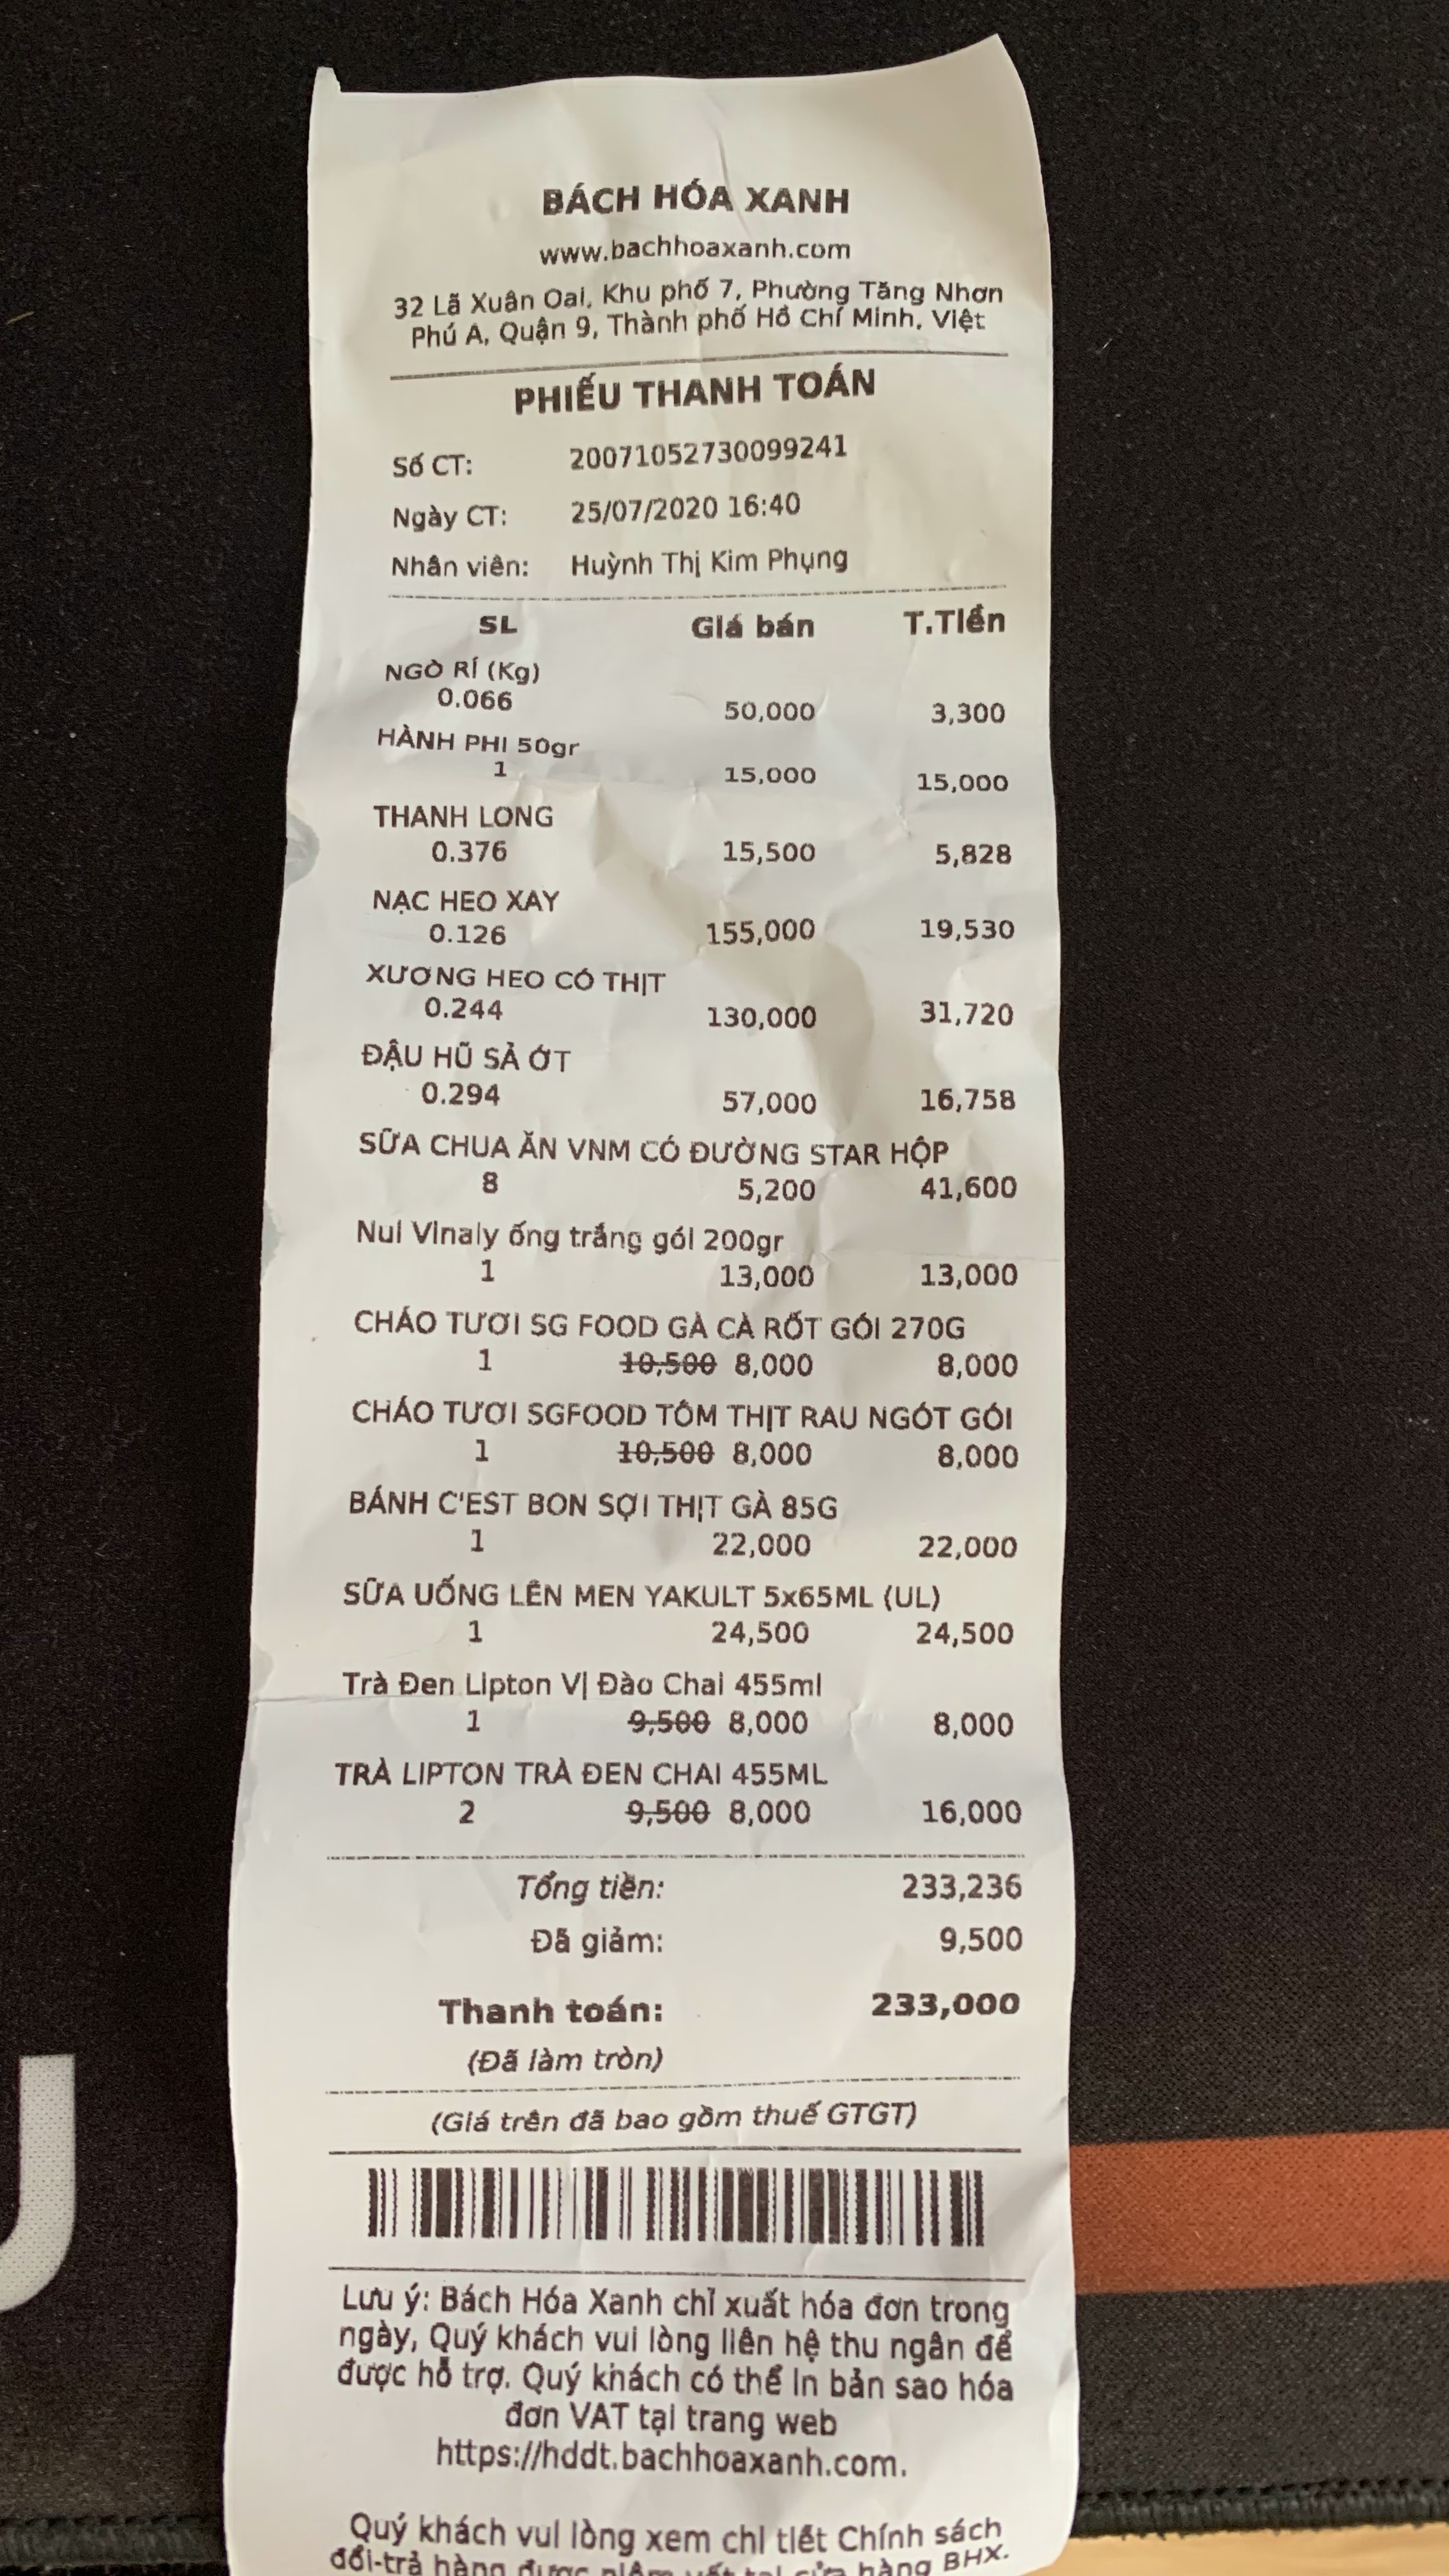 BÁCH HÓA XANH
www.bachhoaxanh.com
32 Lã Xuân Oai, Khu phố 7, Phường Tăng Nhơn
Phú A, Quận 9, Thành phố Hồ Chí Minh, Việt
PHIẾU THANH TOÁN
Số CT: 20071052730099241
Ngày CT: 25/07/2020 16:40
Nhân viên: Huỳnh Thị Kim Phụng
SL Giá bán T.Tiền
NGÒ RÍ (Kg)
0.066 50,000 3,300
HÀNH PHI 50gr
1 15,000 15,000
THANH LONG
0.376 15,500 5,828
NẠC HEO XAY
0.126 155,000 19,530
XƯƠNG HEO CÓ THỊT
0.244 130,000 31,720
ĐẬU HŨ SẢ ỚT
0.294 57,000 16,758
SỮA CHUA ĂN VNM CÓ ĐƯỜNG STAR HỘP
8 5,200 41,600
Nui Vinaly ống trắng gói 200gr
1 13,000 13,000
CHÁO TƯƠI SG FOOD GÀ CÀ RỐT GÓI 270G
1 10,500 8,000 8,000
CHÁO TƯƠI SGFOOD TÔM THỊT RAU NGÓT GÓI
1 10,500 8,000 8,000
BÁNH C'EST BON SỢI THỊT GÀ 85G
1 22,000 22,000
SỮA UỐNG LÊN MEN YAKULT 5x65ML (UL)
1 24,500 24,500
Trà Đen Lipton Vị Đào Chai 455ml
1 9,500 8,000 8,000
TRÀ LIPTON TRÀ ĐEN CHAI 455ML
2 9,500 8,000 16,000
Tổng tiền: 233,236
Đã giảm: 9,500
Thanh toán: 233,000
(Đã làm tròn)
(Giá trên đã bao gồm thuế GTGT)
Lưu ý: Bách Hóa Xanh chỉ xuất hóa đơn trong
ngày, Quý khách vui lòng liên hệ thu ngân để
được hỗ trợ. Quý khách có thể in bản sao hóa
đơn VAT tại trang web
https://hddt.bachhoaxanh.com.
Quý khách vui lòng xem chi tiết Chính sách
đổi-trả hàng được niêm yết tại cửa hàng BHX.